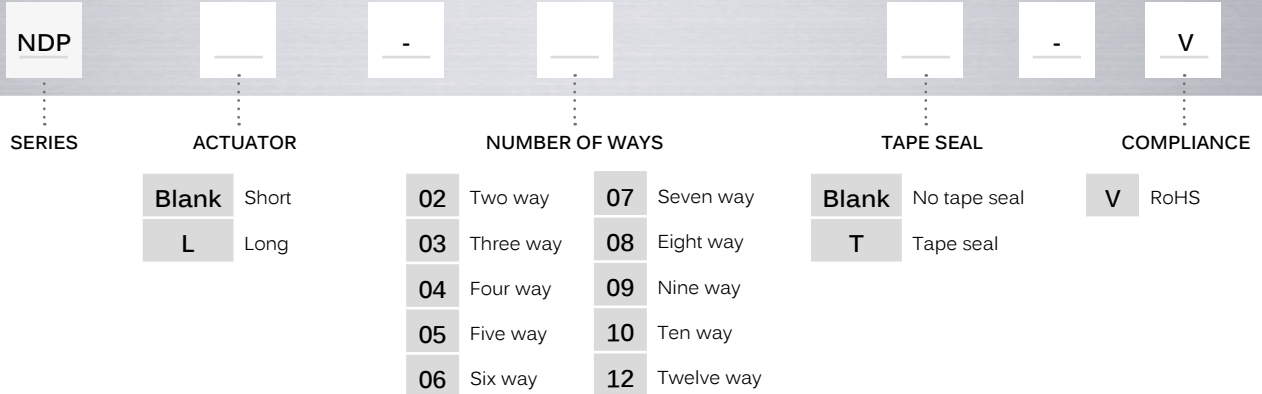 NDP - - V
SERIES ACTUATOR NUMBER OF WAYS TAPE SEAL COMPLIANCE
Blank Short 02 Two way 07 Seven way Blank No tape seal V RoHS
L Long 03 Three way 08 Eight way T Tape seal
04 Four way 09 Nine way
05 Five way 10 Ten way
06 Six way 12 Twelve way